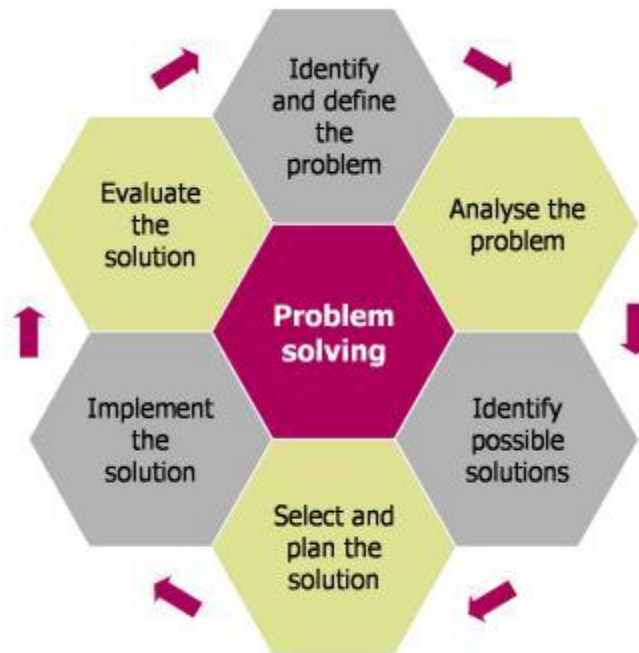 Identify
and define
the
problem
Analyse the
problem
Identify
possible
solutions
Select and
plan the
solution
Implement
the
solution
Evaluate
the
solution
Problem
solving